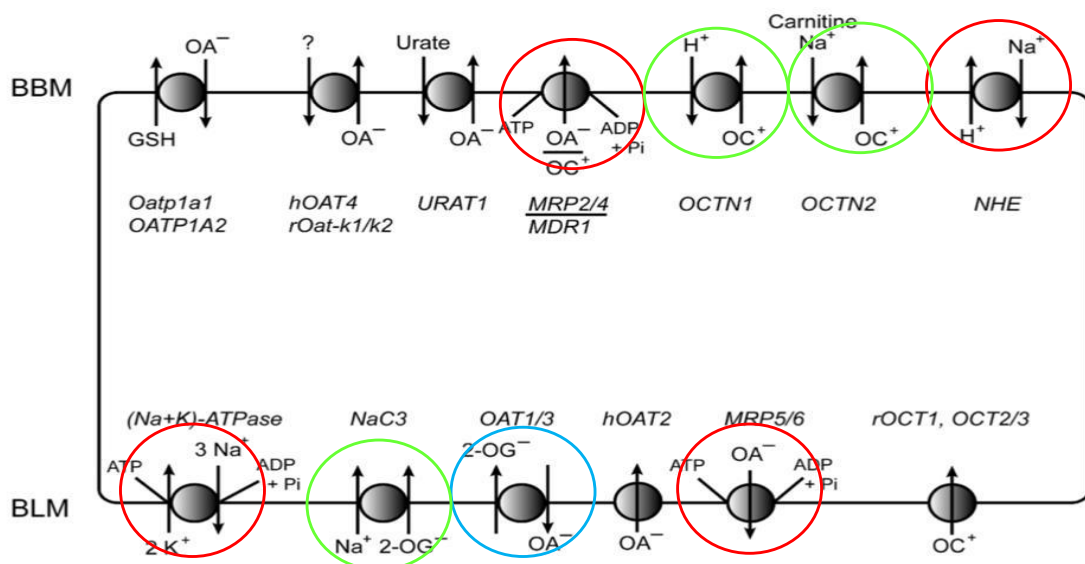 BBM
OA⁻
GSH
Oatp1a1
OATP1A2
?
OA⁻
hOAT4
rOat-k1/k2
Urate
OA⁻
URAT1
ATP
OA⁻
OC⁺
ADP
+ Pi
MRP2/4
MDR1
H⁺
OC⁺
OCTN1
Carnitine
Na⁺
OC⁺
OCTN2
Na⁺
H⁺
NHE
BLM
(Na+K)-ATPase
ATP
3 Na⁺
ADP
+ Pi
2 K⁺
NaC3
Na⁺ 2-OG⁻
OAT1/3
2-OG⁻
OA⁻
hOAT2
OA⁻
MRP5/6
ATP
OA⁻
ADP
+ Pi
rOCT1, OCT2/3
OC⁺